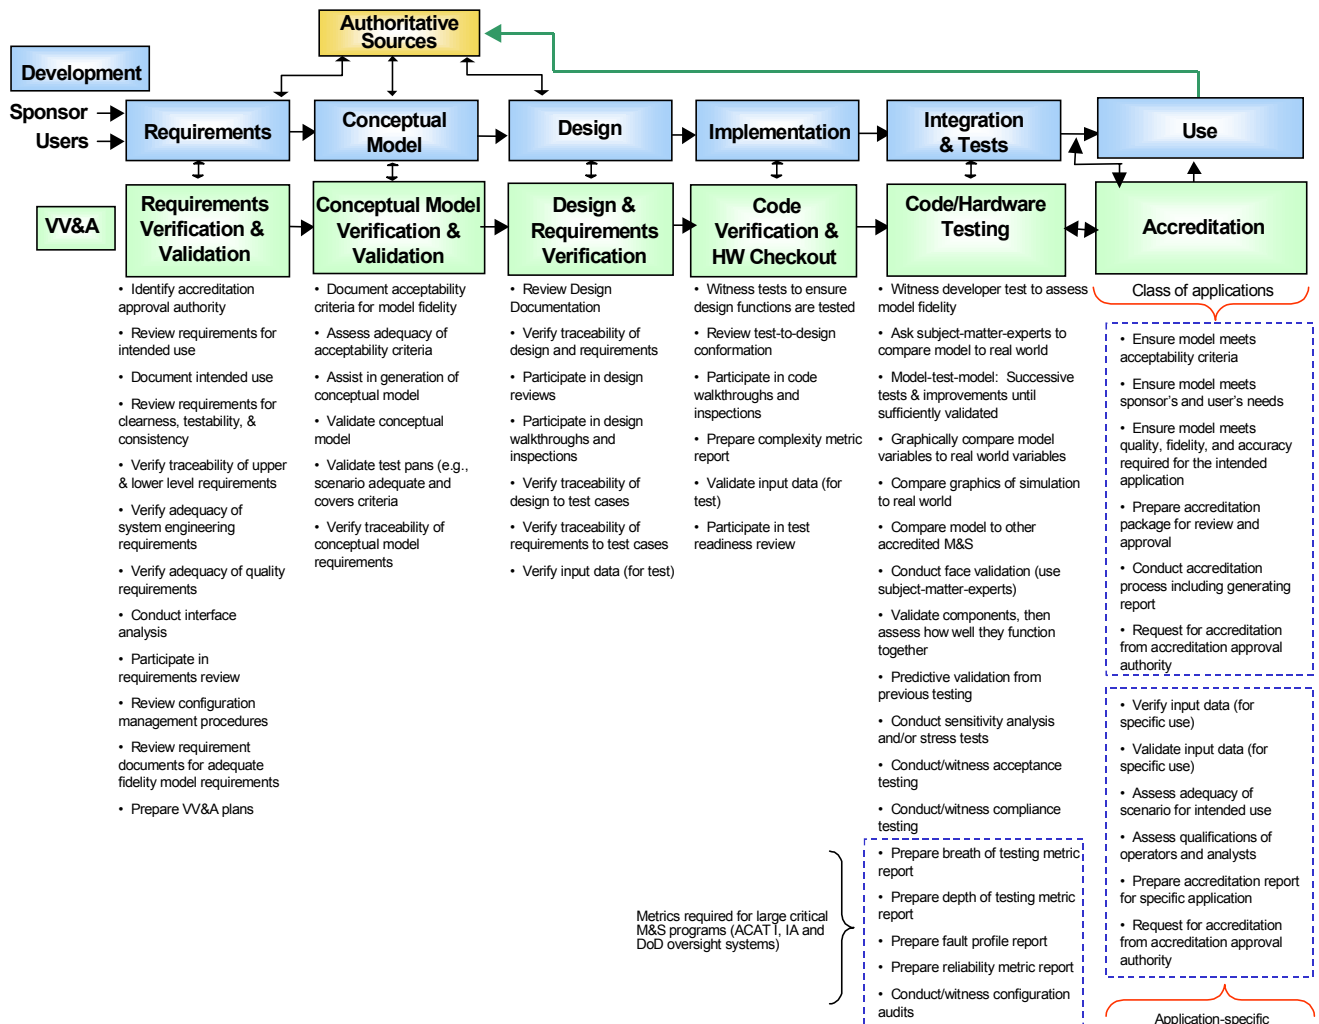 Authoritative
Sources
Development
Sponsor
Users
Requirements
Conceptual
Model
Design
Implementation
Integration
& Tests
Use
VV&A
Requirements
Verification &
Validation
Conceptual Model
Verification &
Validation
Design &
Requirements
Verification
Code
Verification &
HW Checkout
Code/Hardware
Testing
Accreditation
• Identify accreditation
approval authority
• Review requirements for
intended use
• Document intended use
• Review requirements for
clearness, testability, &
consistency
• Verify traceability of upper
& lower level requirements
• Verify adequacy of
system engineering
requirements
• Verify adequacy of quality
requirements
• Conduct interface
analysis
• Participate in
requirements review
• Review configuration
management procedures
• Review requirement
documents for adequate
fidelity model requirements
• Prepare VV&A plans
• Document acceptability
criteria for model fidelity
• Assess adequacy of
acceptability criteria
• Assist in generation of
conceptual model
• Validate conceptual
model
• Validate test pans (e.g.,
scenario adequate and
covers criteria
• Verify traceability of
conceptual model
requirements
• Review Design
Documentation
• Verify traceability of
design and requirements
• Participate in design
reviews
• Participate in design
walkthroughs and
inspections
• Verify traceability of
design to test cases
• Verify traceability of
requirements to test cases
• Verify input data (for test)
• Witness tests to ensure
design functions are tested
• Review test-to-design
conformation
• Participate in code
walkthroughs and
inspections
• Prepare complexity metric
report
• Validate input data (for
test)
• Participate in test
readiness review
• Witness developer test to assess
model fidelity
• Ask subject-matter-experts to
compare model to real world
• Model-test-model: Successive
tests & improvements until
sufficiently validated
• Graphically compare model
variables to real world variables
• Compare graphics of simulation
to real world
• Compare model to other
accredited M&S
• Conduct face validation (use
subject-matter-experts)
• Validate components, then
assess how well they function
together
• Predictive validation from
previous testing
• Conduct sensitivity analysis
and/or stress tests
• Conduct/witness acceptance
testing
• Conduct/witness compliance
testing
Metrics required for large critical
M&S programs (ACAT I, IA and
DoD oversight systems)
• Prepare breath of testing metric
report
• Prepare depth of testing metric
report
• Prepare fault profile report
• Prepare reliability metric report
• Conduct/witness configuration
audits
Class of applications
• Ensure model meets
acceptability criteria
• Ensure model meets
sponsor's and user's needs
• Ensure model meets
quality, fidelity, and accuracy
required for the intended
application
• Prepare accreditation
package for review and
approval
• Conduct accreditation
process including generating
report
• Request for accreditation
from accreditation approval
authority
• Verify input data (for
specific use)
• Validate input data (for
specific use)
• Assess adequacy of
scenario for intended use
• Assess qualifications of
operators and analysts
• Prepare accreditation report
for specific application
• Request for accreditation
from accreditation approval
authority
Application-specific